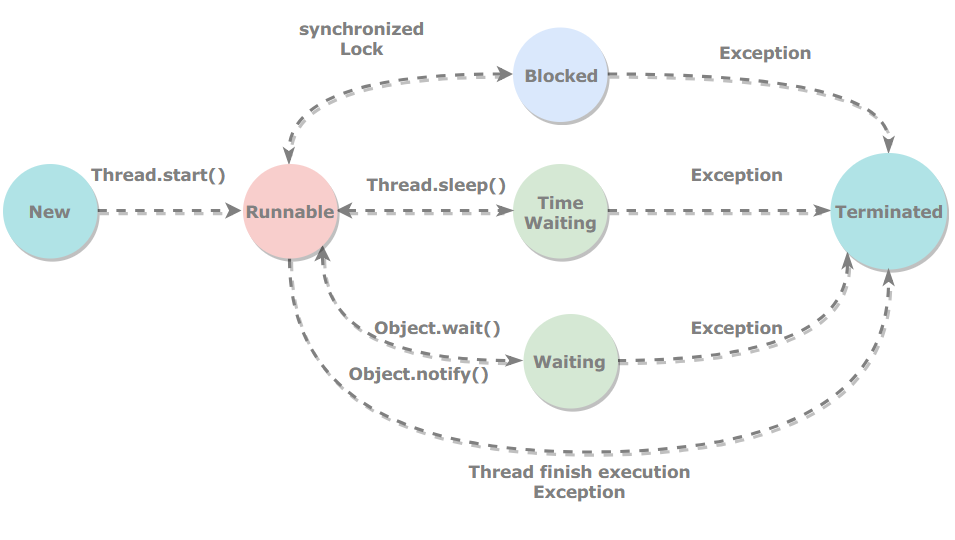 synchronized
Lock
Blocked
Exception
Thread.start()
New
Runnable
Thread.sleep()
Time
Waiting
Exception
Terminated
Object.wait()
Object.notify()
Waiting
Exception
Thread finish execution
Exception